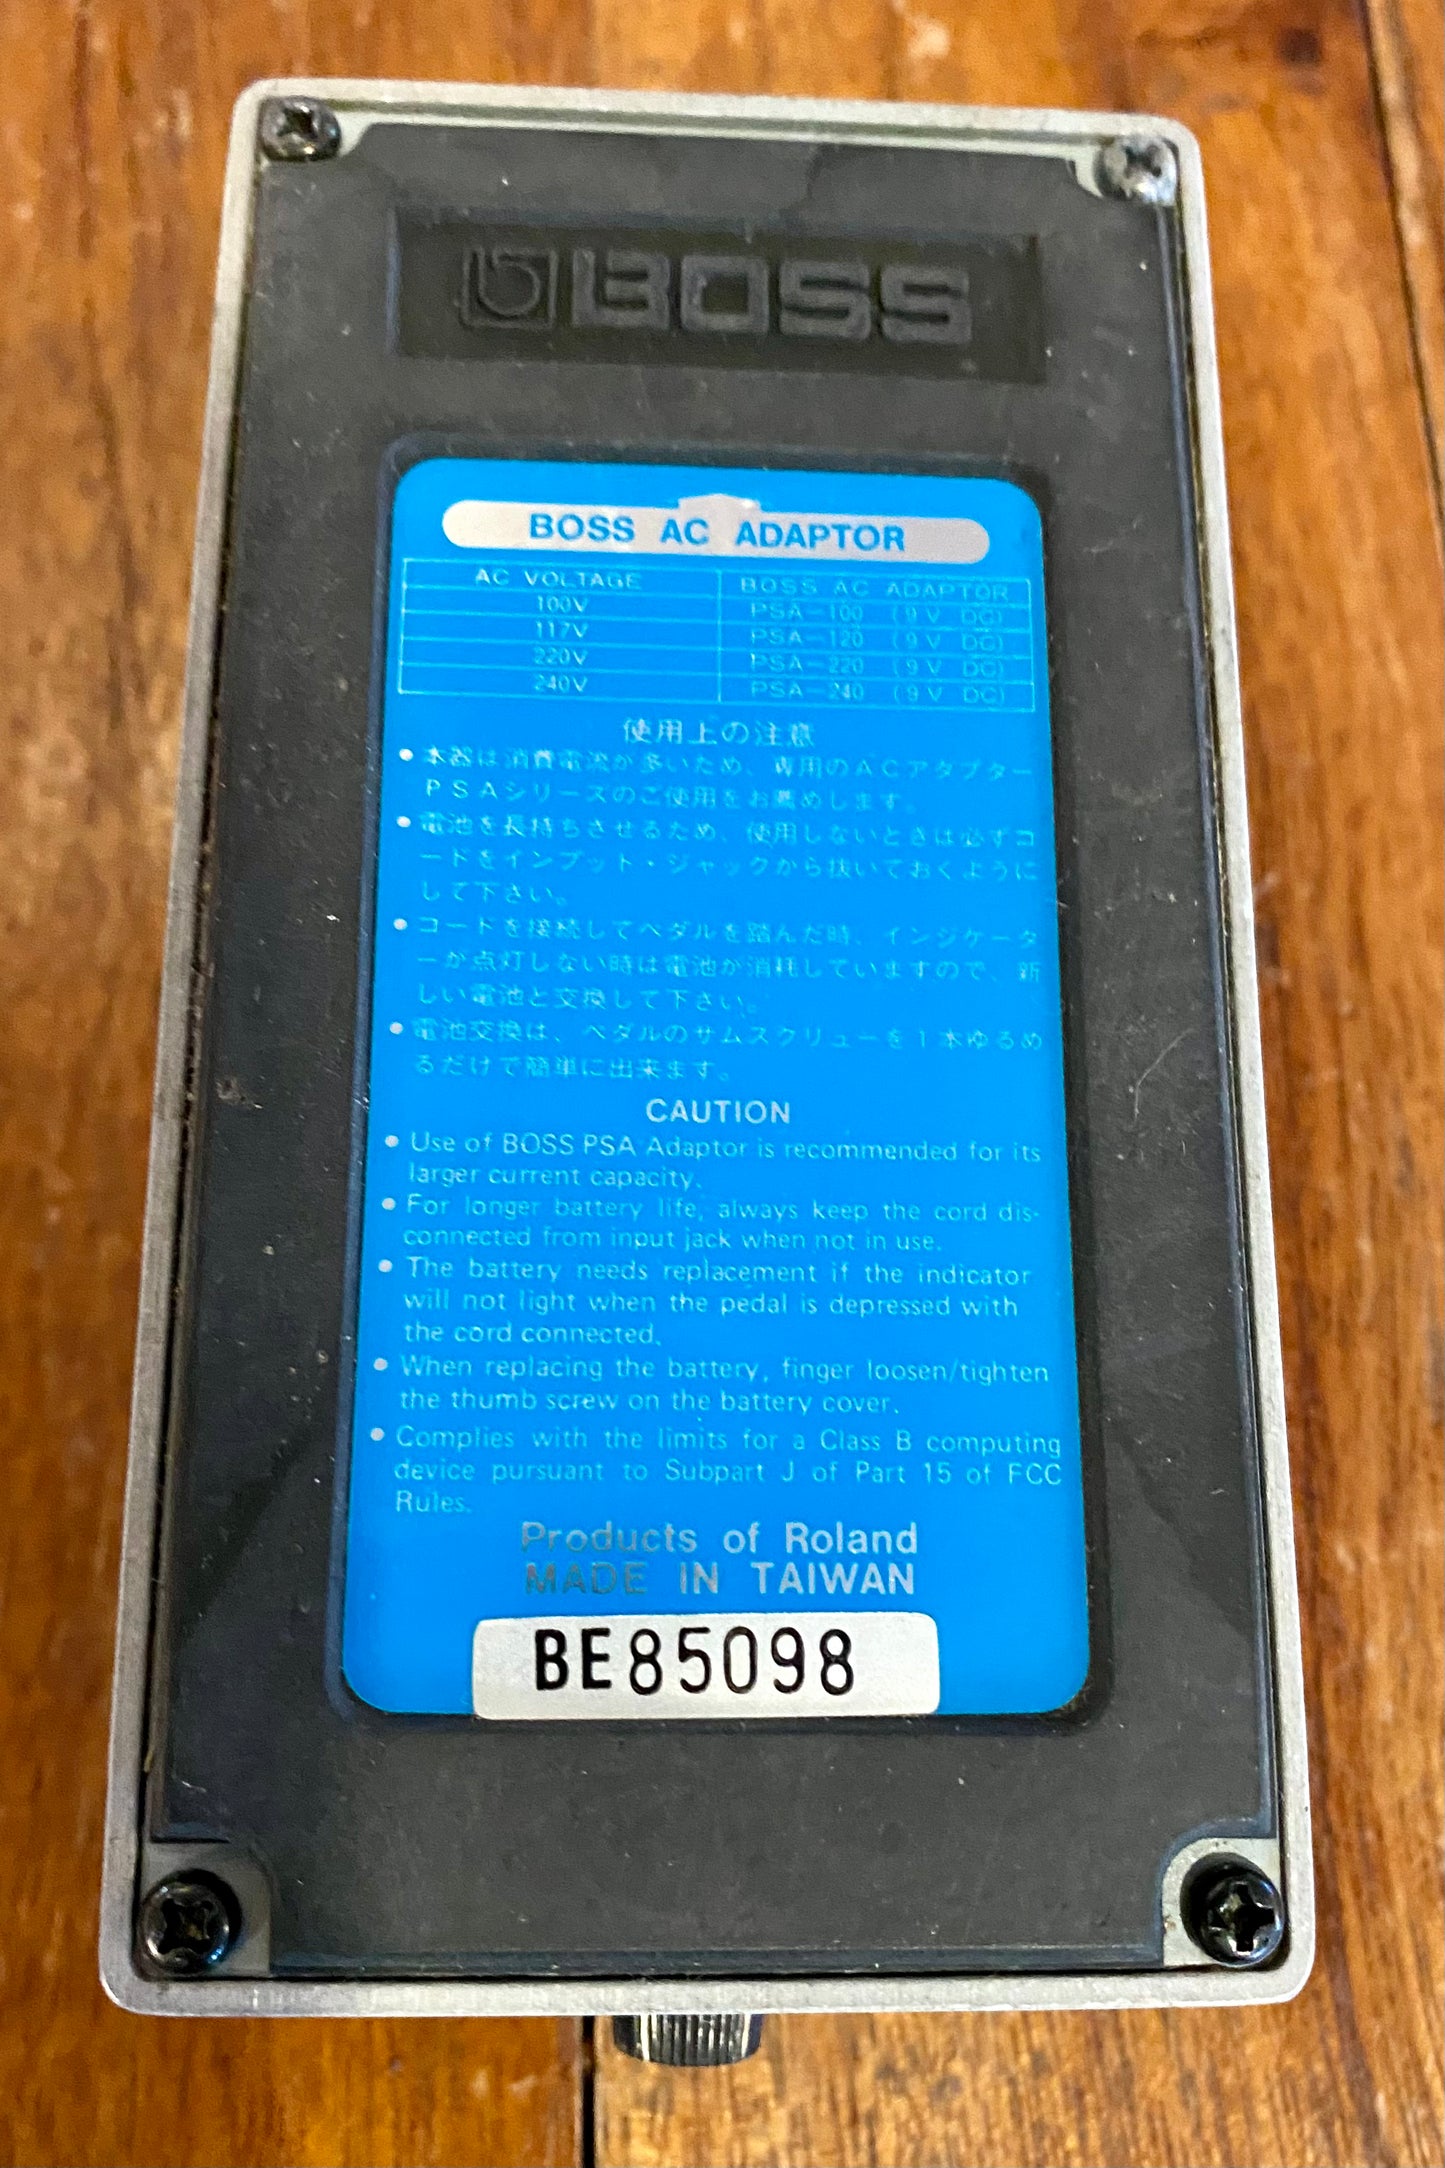 BOSS
BOSS AC ADAPTOR
AC VOLTAGE BOSS AC ADAPTOR
100V PSA-100 (9V DC)
117V PSA-120 (9V DC)
220V PSA-220 (9V DC)
240V PSA-240 (9V DC)
使用上の注意
● 本器は消費電流が多いため、専用のACアダプター
PSAシリーズのご使用をお薦めします。
● 電池を長持ちさせるため、使用しないときは必ずコ
ードをインプット・ジャックから抜いておくように
して下さい。
● コードを接続してペダルを踏んだ時、インジケータ
ーが点灯しない時は電池が消耗していますので、新
しい電池と交換して下さい。
● 電池交換は、ペダルのサムスクリューを1本ゆるめ
るだけで簡単に出来ます。
CAUTION
● Use of BOSS PSA Adaptor is recommended for its
larger current capacity.
● For longer battery life, always keep the cord dis-
connected from input jack when not in use.
● The battery needs replacement if the indicator
will not light when the pedal is depressed with
the cord connected.
● When replacing the battery, finger loosen/tighten
the thumb screw on the battery cover.
● Complies with the limits for a Class B computing
device pursuant to Subpart J of Part 15 of FCC
Rules.
Products of Roland
MADE IN TAIWAN
BE85098